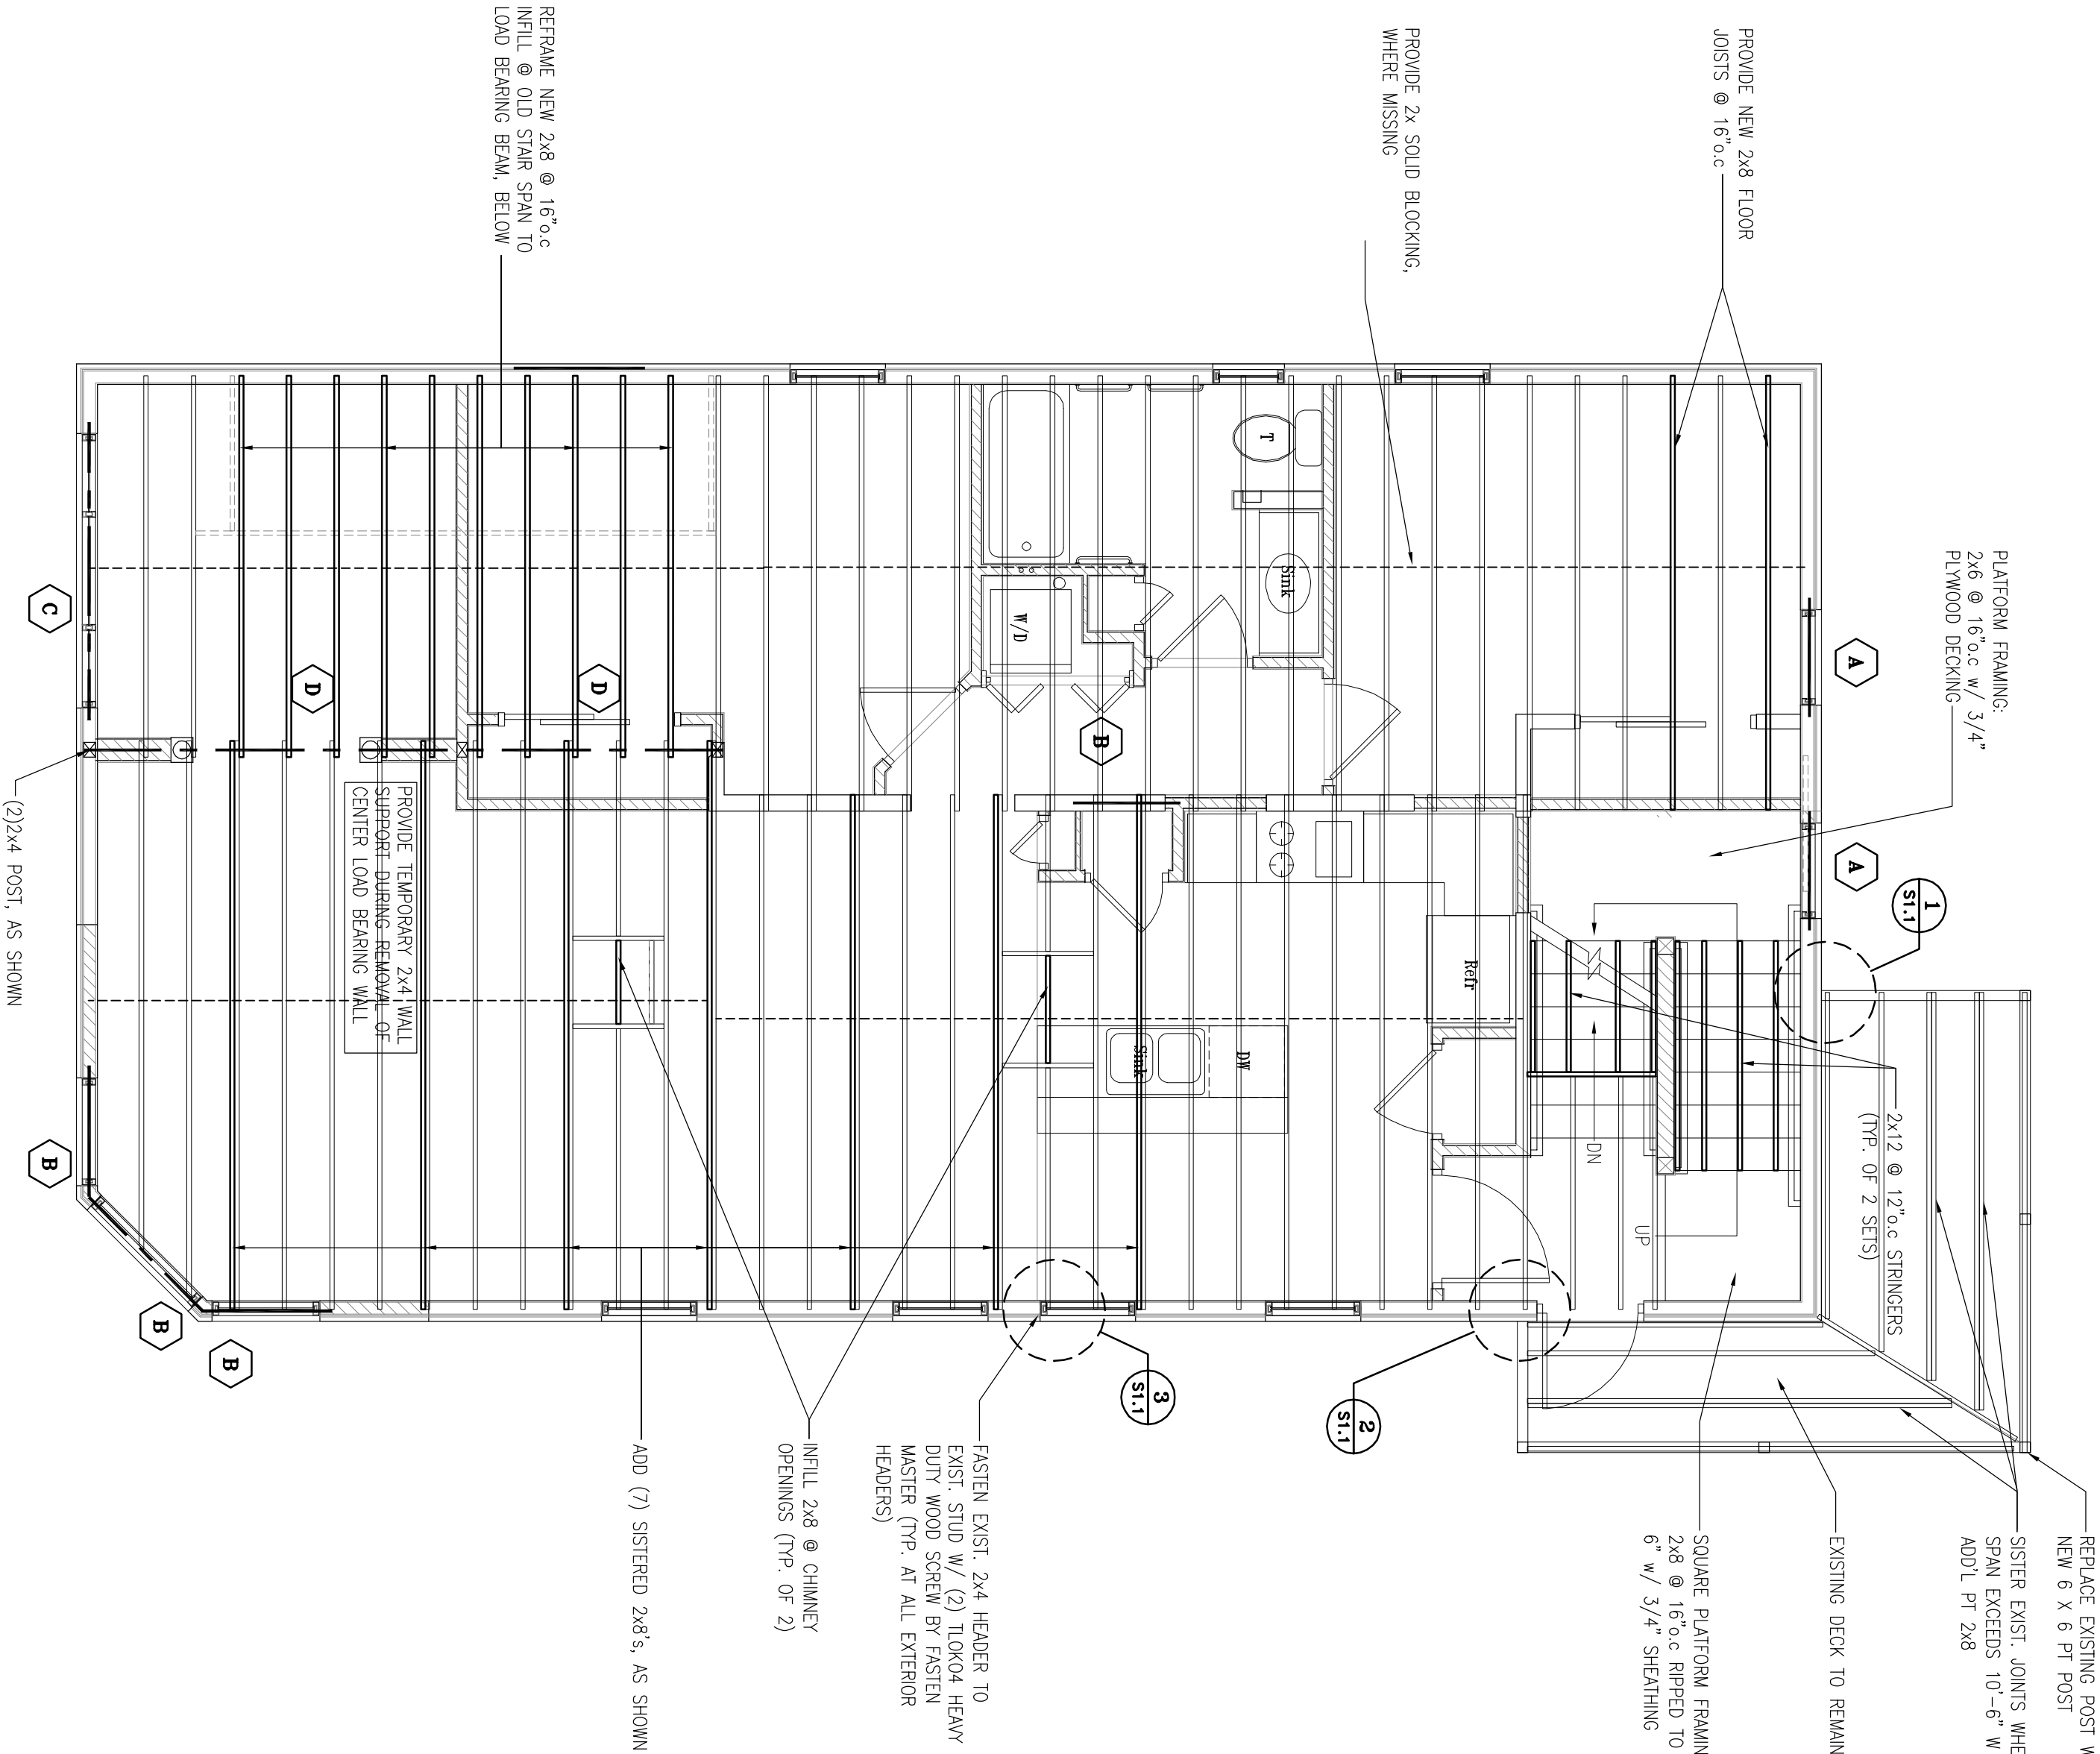 REPLACE EXISTING POST
NEW 6 X 6 PT POST
SISTER EXIST. JOINTS
SPAN EXCEEDS 10'-6" W
ADD'L PT 2x8
EXISTING DECK TO REMAIN
SQUARE PLATFORM
2x8 @ 16"o.c RIPPED TO
6" w/ 3/4" SHEATHING
PLATFORM FRAMING:
2x6 @ 16"o.c w/ 3/4"
PLYWOOD DECKING
PROVIDE NEW 2x8 FLOOR
JOISTS @ 16"o.c
2x12 @ 12"o.c STRINGERS
(TYP. OF 2 SETS)
1
S1.1
A
A
UP
DN
PROVIDE 2x SOLID BLOCKING,
WHERE MISSING
2
S1.1
3
S1.1
T
Sink
Refr
DW
Sink
W/D
B
FASTEN EXIST. 2x4 HEADER TO
EXIST. STUD W/ (2) TLOK04 HEAVY
DUTY WOOD SCREW BY FASTEN
MASTER (TYP. AT ALL EXTERIOR
HEADERS)
INFILL 2x8 @ CHIMNEY
OPENINGS (TYP. OF 2)
ADD (7) SISTERED 2x8's, AS SHOWN
REFRAME NEW 2x8 @ 16"o.c
INFILL @ OLD STAIR SPAN TO
LOAD BEARING BEAM, BELOW
D
D
PROVIDE TEMPORARY 2x4 WALL
SUPPORT DURING REMOVAL OF
CENTER LOAD BEARING WALL
C
B
B
B
(2)2x4 POST, AS SHOWN